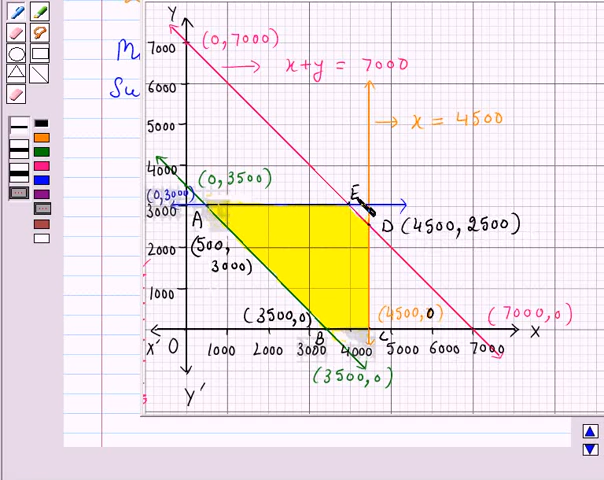 Y
(0,7000)
7000
M
x+y = 7000
6000
Su
5000
x = 4500
4000
(0,3500)
(0,3000)
3000
E
A
D (4500, 2500)
(500,
3000)
2000
1000
(3500,0)
(4500,0)
(7000,0)
X' O 1000 2000 3000 B 4000 C 5000 6000 7000 X
(3500,0)
Y'